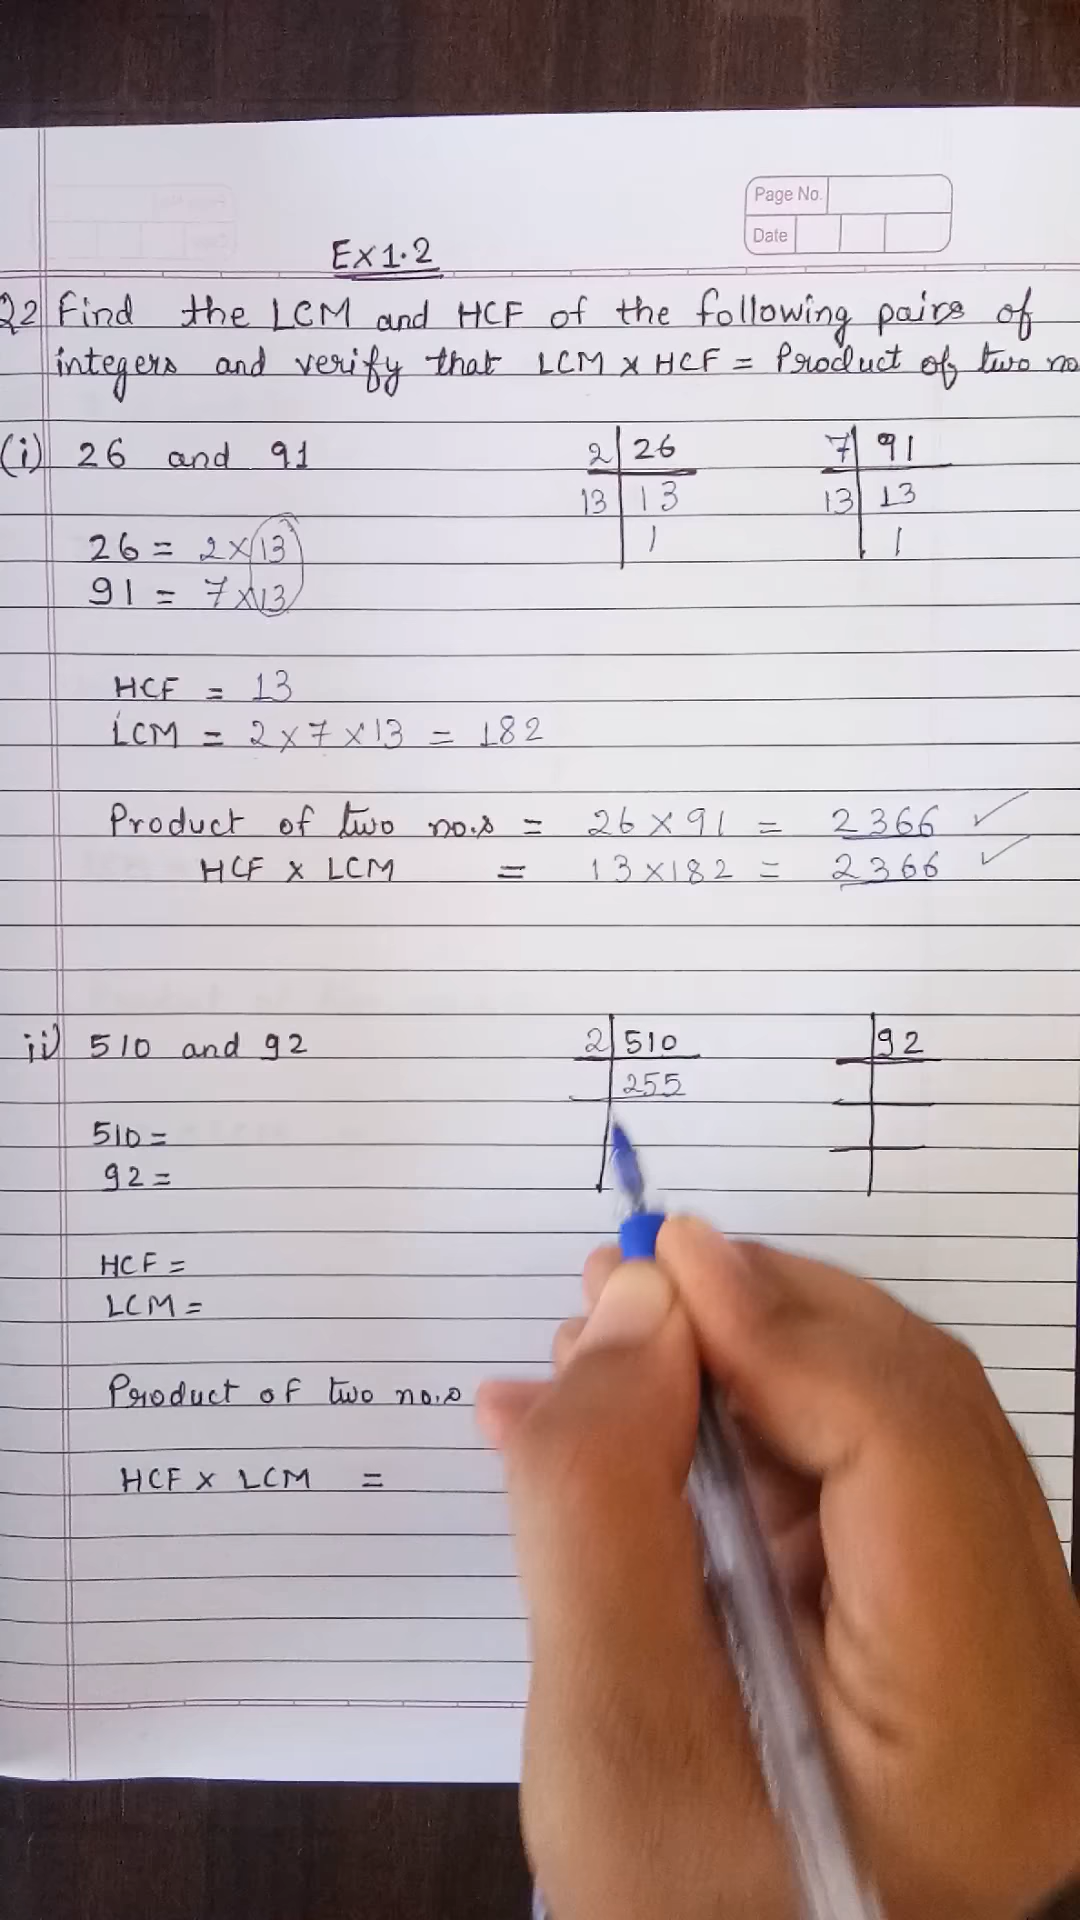 Page No.
Date
Ex 1.2
Q2 Find the LCM and HCF of the following pairs of
integers and verify that LCM x HCF = Product of two no
(i) 26 and 91
2 | 26
13 | 13
1
7 | 91
13 | 13
1
26 = 2 x 13
91 = 7 x 13
HCF = 13
LCM = 2 x 7 x 13 = 182
Product of two no.s = 26 x 91 = 2366 ✓
HCF x LCM = 13 x 182 = 2366 ✓
ii) 510 and 92
2 | 510
255
92
510 =
92 =
HCF =
LCM =
Product of two no.s
HCF x LCM =